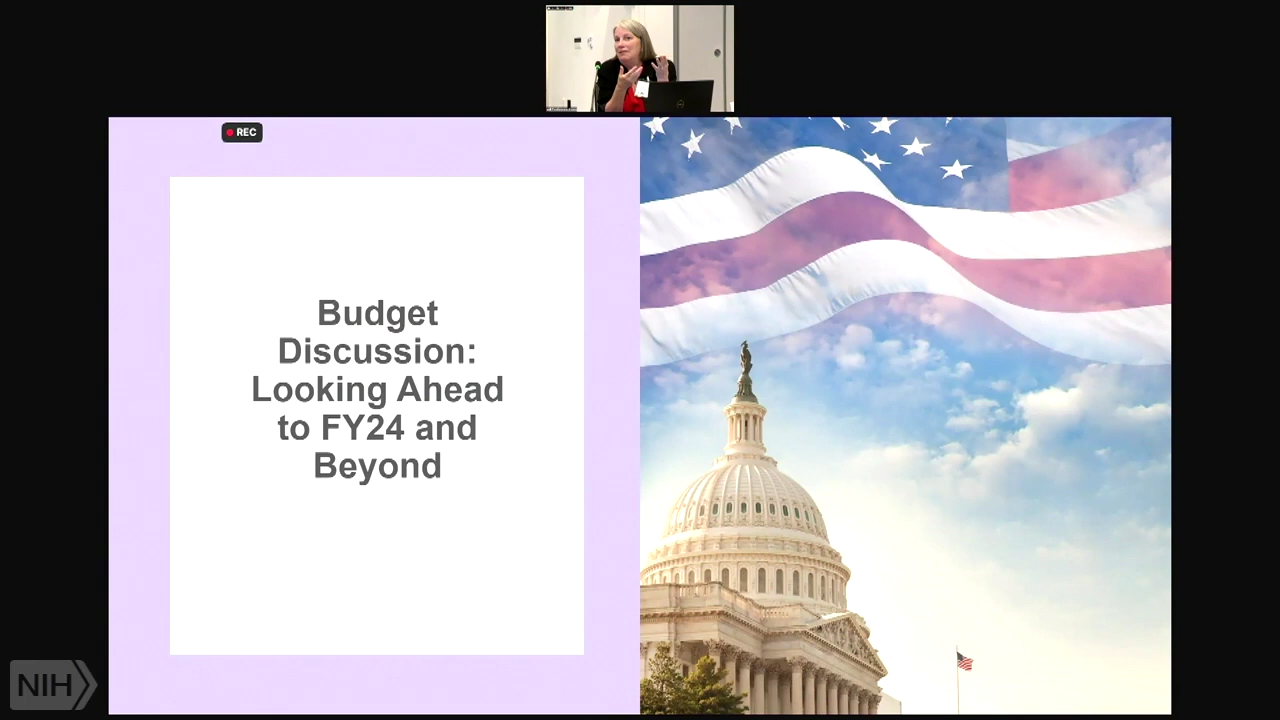 REC
Budget
Discussion:
Looking Ahead
to FY24 and
Beyond
NIH